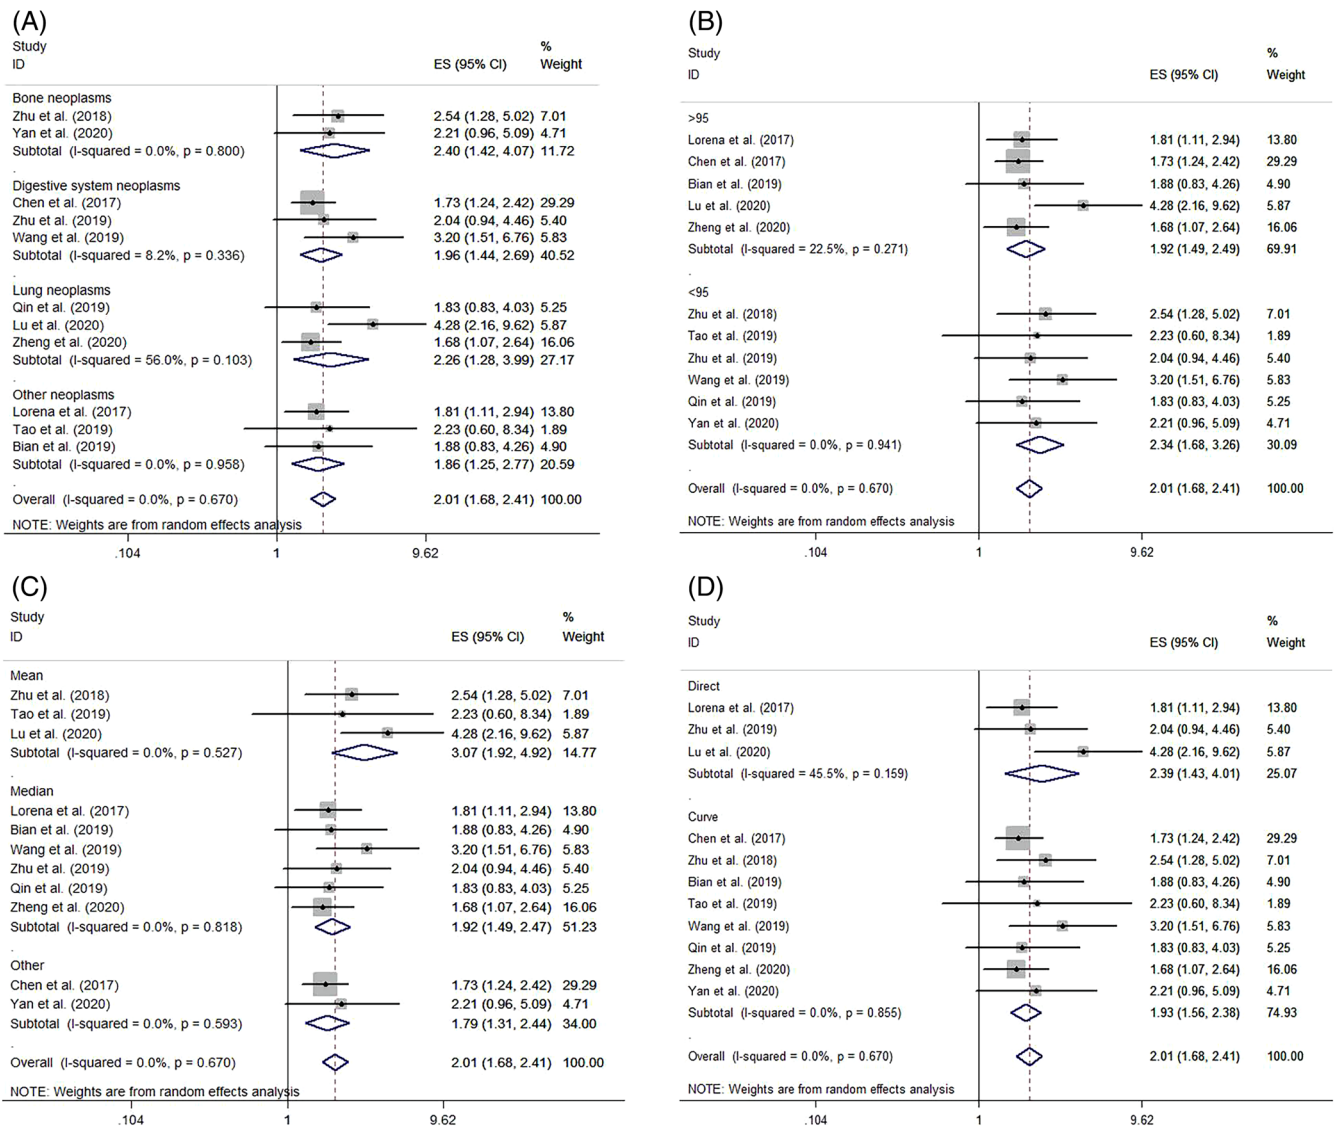 (A)
Study %
ID ES (95% CI) Weight
Bone neoplasms
Zhu et al. (2018) 2.54 (1.28, 5.02) 7.01
Yan et al. (2020) 2.21 (0.96, 5.09) 4.71
Subtotal (I-squared = 0.0%, p = 0.800) 2.40 (1.42, 4.07) 11.72
.
Digestive system neoplasms
Chen et al. (2017) 1.73 (1.24, 2.42) 29.29
Zhu et al. (2019) 2.04 (0.94, 4.46) 5.40
Wang et al. (2019) 3.20 (1.51, 6.76) 5.83
Subtotal (I-squared = 8.2%, p = 0.336) 1.96 (1.44, 2.69) 40.52
.
Lung neoplasms
Qin et al. (2019) 1.83 (0.83, 4.03) 5.25
Lu et al. (2020) 4.28 (2.16, 9.62) 5.87
Zheng et al. (2020) 1.68 (1.07, 2.64) 16.06
Subtotal (I-squared = 56.0%, p = 0.103) 2.26 (1.28, 3.99) 27.17
.
Other neoplasms
Lorena et al. (2017) 1.81 (1.11, 2.94) 13.80
Tao et al. (2019) 2.23 (0.60, 8.34) 1.89
Bian et al. (2019) 1.88 (0.83, 4.26) 4.90
Subtotal (I-squared = 0.0%, p = 0.958) 1.86 (1.25, 2.77) 20.59
.
Overall (I-squared = 0.0%, p = 0.670) 2.01 (1.68, 2.41) 100.00
NOTE: Weights are from random effects analysis
.104 1 9.62
(B)
Study %
ID ES (95% CI) Weight
>95
Lorena et al. (2017) 1.81 (1.11, 2.94) 13.80
Chen et al. (2017) 1.73 (1.24, 2.42) 29.29
Bian et al. (2019) 1.88 (0.83, 4.26) 4.90
Lu et al. (2020) 4.28 (2.16, 9.62) 5.87
Zheng et al. (2020) 1.68 (1.07, 2.64) 16.06
Subtotal (I-squared = 22.5%, p = 0.271) 1.92 (1.49, 2.49) 69.91
.
<95
Zhu et al. (2018) 2.54 (1.28, 5.02) 7.01
Tao et al. (2019) 2.23 (0.60, 8.34) 1.89
Zhu et al. (2019) 2.04 (0.94, 4.46) 5.40
Wang et al. (2019) 3.20 (1.51, 6.76) 5.83
Qin et al. (2019) 1.83 (0.83, 4.03) 5.25
Yan et al. (2020) 2.21 (0.96, 5.09) 4.71
Subtotal (I-squared = 0.0%, p = 0.941) 2.34 (1.68, 3.26) 30.09
.
Overall (I-squared = 0.0%, p = 0.670) 2.01 (1.68, 2.41) 100.00
NOTE: Weights are from random effects analysis
.104 1 9.62
(C)
Study %
ID ES (95% CI) Weight
Mean
Zhu et al. (2018) 2.54 (1.28, 5.02) 7.01
Tao et al. (2019) 2.23 (0.60, 8.34) 1.89
Lu et al. (2020) 4.28 (2.16, 9.62) 5.87
Subtotal (I-squared = 0.0%, p = 0.527) 3.07 (1.92, 4.92) 14.77
.
Median
Lorena et al. (2017) 1.81 (1.11, 2.94) 13.80
Bian et al. (2019) 1.88 (0.83, 4.26) 4.90
Wang et al. (2019) 3.20 (1.51, 6.76) 5.83
Zhu et al. (2019) 2.04 (0.94, 4.46) 5.40
Qin et al. (2019) 1.83 (0.83, 4.03) 5.25
Zheng et al. (2020) 1.68 (1.07, 2.64) 16.06
Subtotal (I-squared = 0.0%, p = 0.818) 1.92 (1.49, 2.47) 51.23
.
Other
Chen et al. (2017) 1.73 (1.24, 2.42) 29.29
Yan et al. (2020) 2.21 (0.96, 5.09) 4.71
Subtotal (I-squared = 0.0%, p = 0.593) 1.79 (1.31, 2.44) 34.00
.
Overall (I-squared = 0.0%, p = 0.670) 2.01 (1.68, 2.41) 100.00
NOTE: Weights are from random effects analysis
.104 1 9.62
(D)
Study %
ID ES (95% CI) Weight
Direct
Lorena et al. (2017) 1.81 (1.11, 2.94) 13.80
Zhu et al. (2019) 2.04 (0.94, 4.46) 5.40
Lu et al. (2020) 4.28 (2.16, 9.62) 5.87
Subtotal (I-squared = 45.5%, p = 0.159) 2.39 (1.43, 4.01) 25.07
.
Curve
Chen et al. (2017) 1.73 (1.24, 2.42) 29.29
Zhu et al. (2018) 2.54 (1.28, 5.02) 7.01
Bian et al. (2019) 1.88 (0.83, 4.26) 4.90
Tao et al. (2019) 2.23 (0.60, 8.34) 1.89
Wang et al. (2019) 3.20 (1.51, 6.76) 5.83
Qin et al. (2019) 1.83 (0.83, 4.03) 5.25
Zheng et al. (2020) 1.68 (1.07, 2.64) 16.06
Yan et al. (2020) 2.21 (0.96, 5.09) 4.71
Subtotal (I-squared = 0.0%, p = 0.855) 1.93 (1.56, 2.38) 74.93
.
Overall (I-squared = 0.0%, p = 0.670) 2.01 (1.68, 2.41) 100.00
NOTE: Weights are from random effects analysis
.104 1 9.62